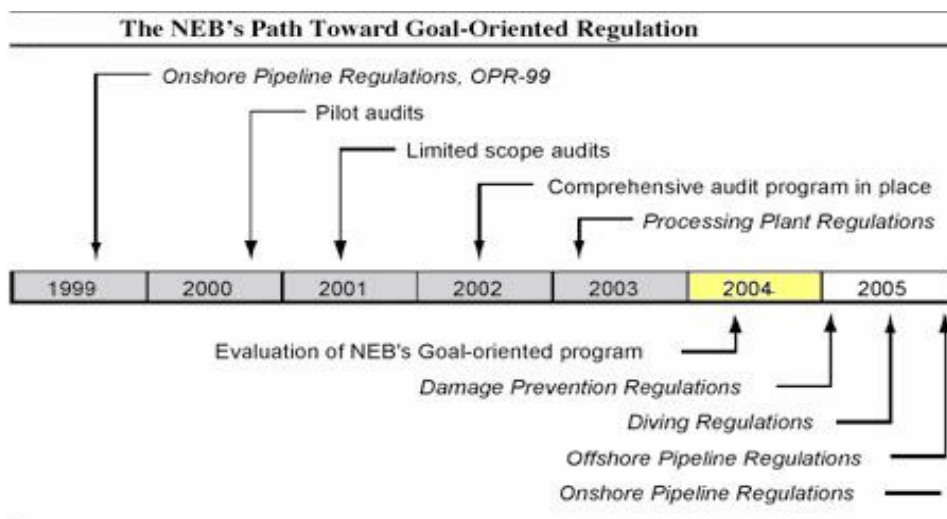 The NEB's Path Toward Goal-Oriented Regulation
Onshore Pipeline Regulations, OPR-99
Pilot audits
Limited scope audits
Comprehensive audit program in place
Processing Plant Regulations
1999 2000 2001 2002 2003 2004 2005
Evaluation of NEB's Goal-oriented program
Damage Prevention Regulations
Diving Regulations
Offshore Pipeline Regulations
Onshore Pipeline Regulations